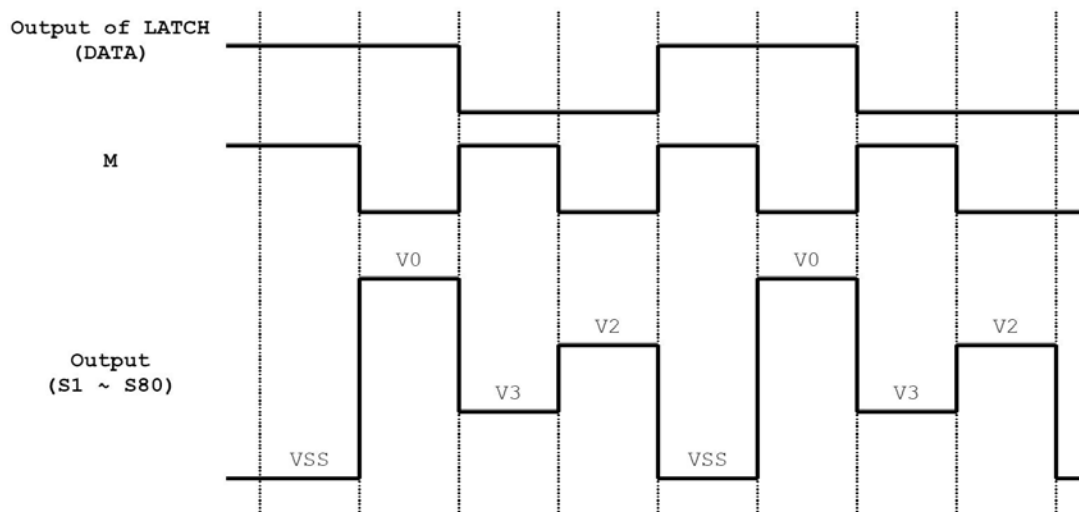 Output of LATCH
(DATA)
M
V0
V0
V2
V2
Output
(S1 ~ S80)
V3
V3
VSS
VSS